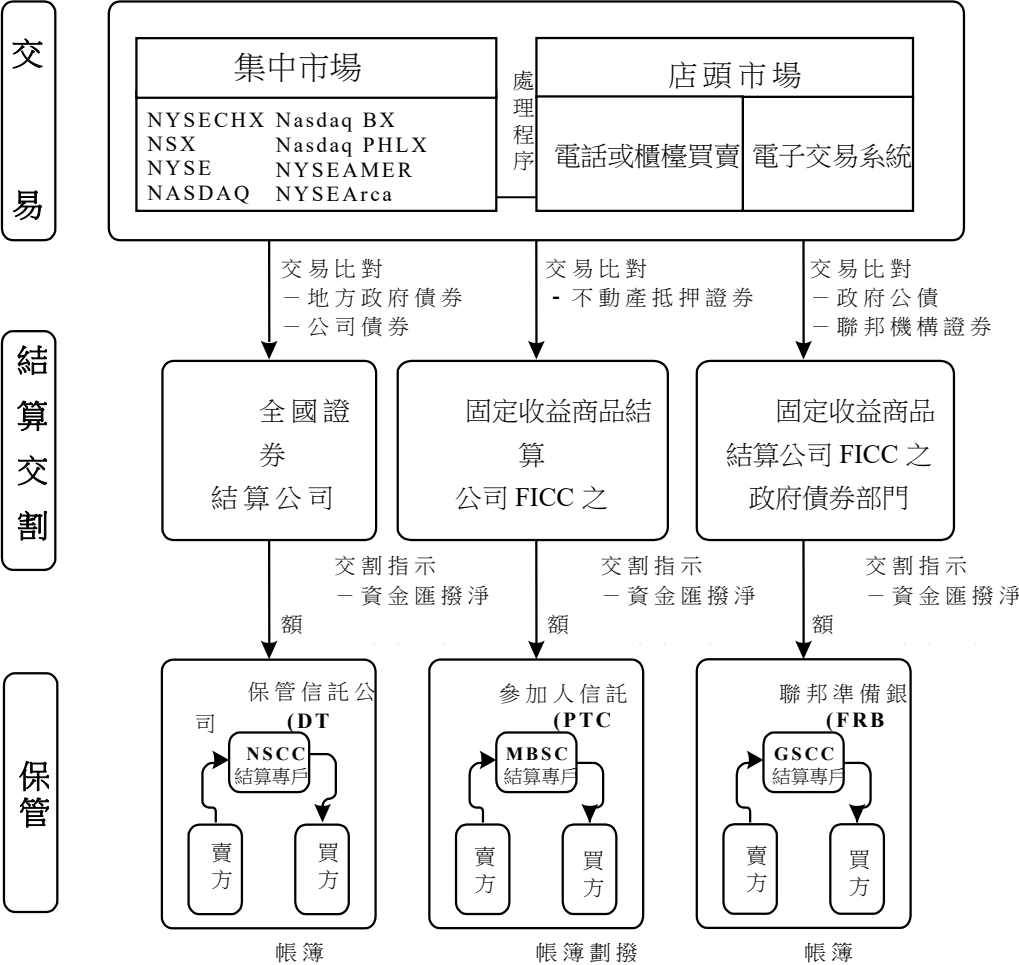 交
易
集中市場
NYSECHX Nasdaq BX
NSX Nasdaq PHLX
NYSE NYSEAMER
NASDAQ NYSEArca
處
理
程
序
店頭市場
電話或櫃檯買賣
電子交易系統
交易比對
－地方政府債券
－公司債券
交易比對
- 不動產抵押證券
交易比對
－政府公債
－聯邦機構證券
結
算
交
割
全國證
券
結算公司
固定收益商品結
算
公司 FICC 之
固定收益商品
結算公司 FICC 之
政府債券部門
交割指示
－資金匯撥淨
額
交割指示
－資金匯撥淨
額
交割指示
－資金匯撥淨
額
保
管
保管信託公
司 (DT
NSCC
結算專戶
賣
方
買
方
帳簿
參加人信託
(PTC
MBSC
結算專戶
賣
方
買
方
帳簿劃撥
聯邦準備銀
(FRB
GSCC
結算專戶
賣
方
買
方
帳簿